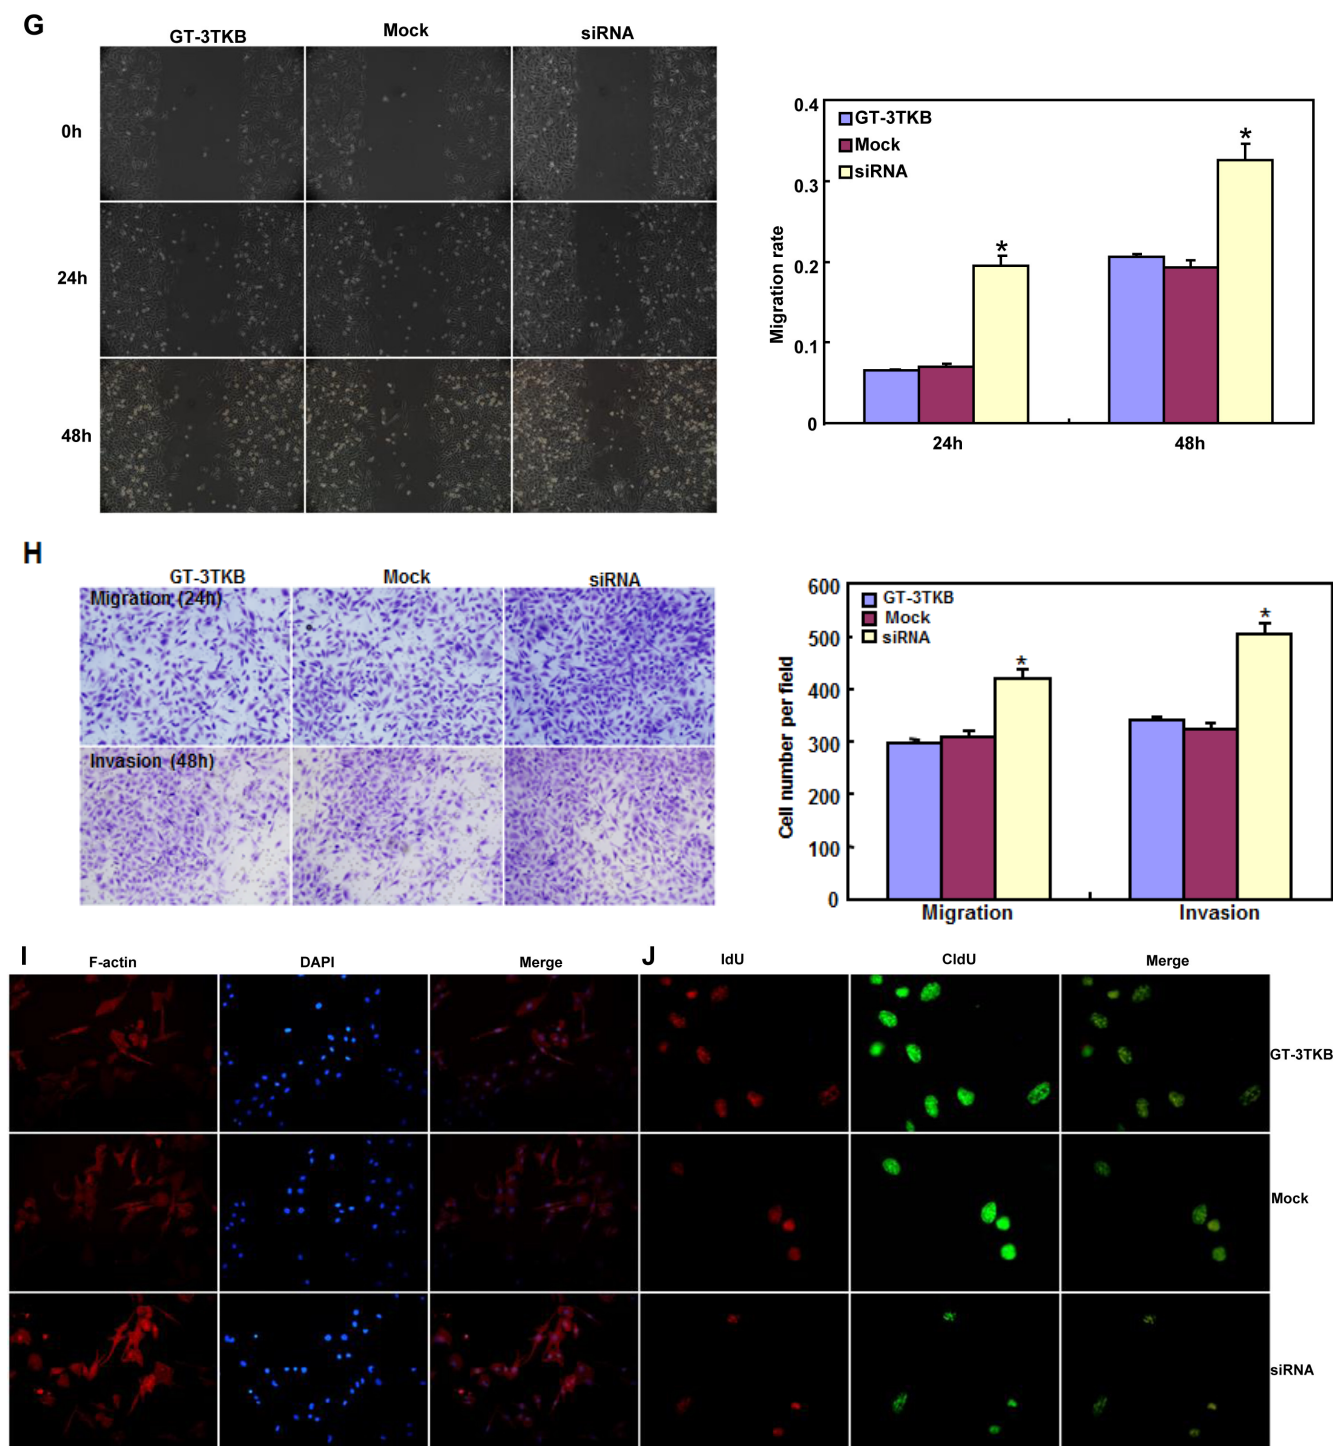 G
GT-3TKB
Mock
siRNA
0h
24h
48h
0.4
0.3
0.2
0.1
0
Migration rate
GT-3TKB
Mock
siRNA
*
*
24h
48h
H
GT-3TKB
Mock
siRNA
Migration (24h)
Invasion (48h)
600
500
400
300
200
100
0
Cell number per field
GT-3TKB
Mock
siRNA
*
*
Migration
Invasion
I
F-actin
DAPI
Merge
J
IdU
CldU
Merge
GT-3TKB
Mock
siRNA